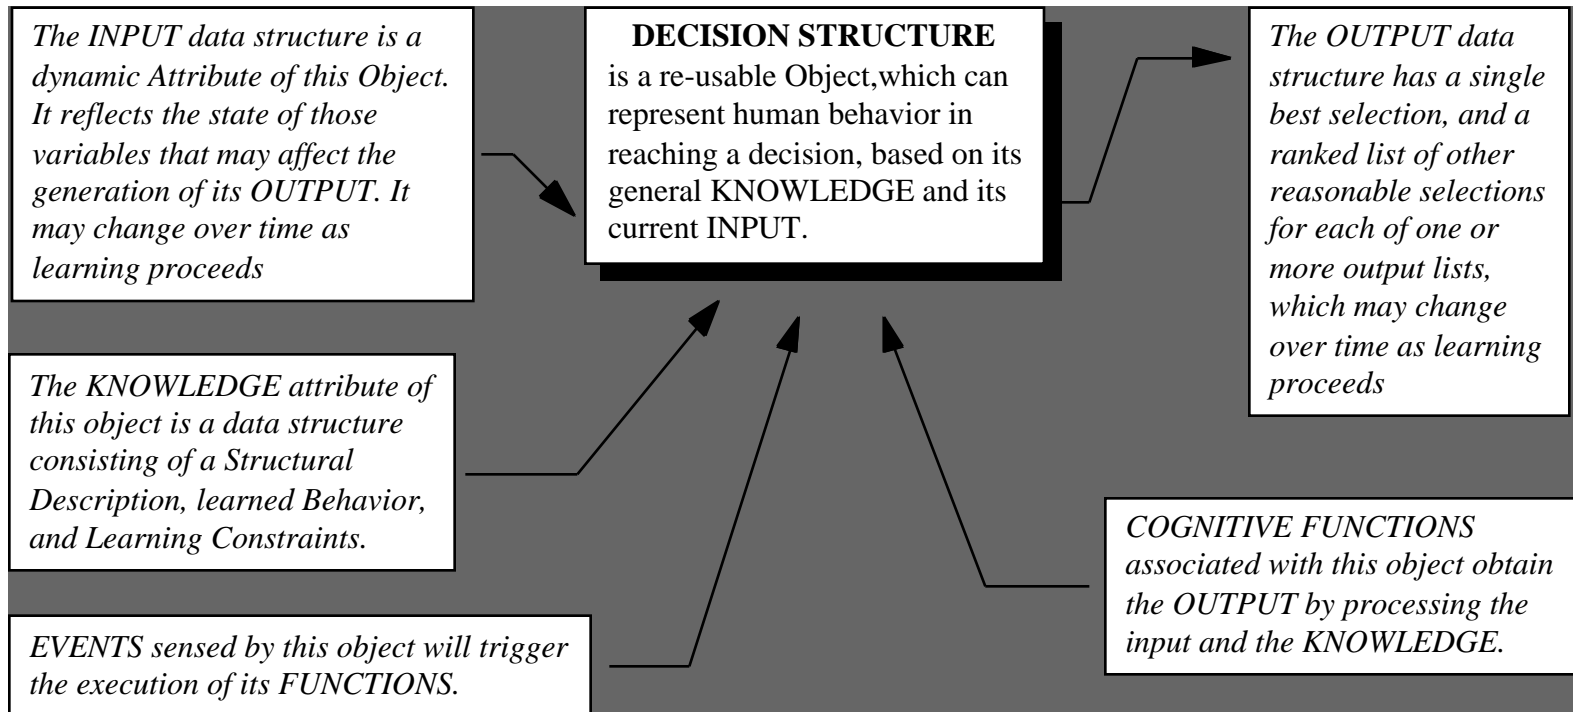 The INPUT data structure is a
dynamic Attribute of this Object.
It reflects the state of those
variables that may affect the
generation of its OUTPUT. It
may change over time as
learning proceeds
DECISION STRUCTURE
is a re-usable Object,which can
represent human behavior in
reaching a decision, based on its
general KNOWLEDGE and its
current INPUT.
The OUTPUT data
structure has a single
best selection, and a
ranked list of other
reasonable selections
for each of one or
more output lists,
which may change
over time as learning
proceeds
The KNOWLEDGE attribute of
this object is a data structure
consisting of a Structural
Description, learned Behavior,
and Learning Constraints.
COGNITIVE FUNCTIONS
associated with this object obtain
the OUTPUT by processing the
input and the KNOWLEDGE.
EVENTS sensed by this object will trigger
the execution of its FUNCTIONS.